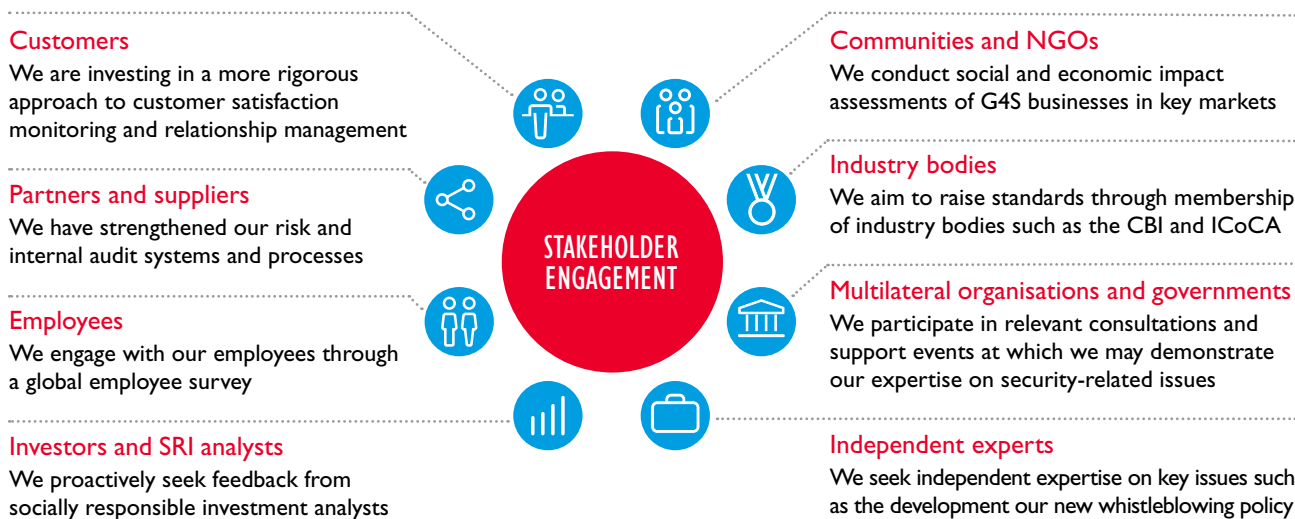 Customers
We are investing in a more rigorous
approach to customer satisfaction
monitoring and relationship management
Partners and suppliers
We have strengthened our risk and
internal audit systems and processes
Employees
We engage with our employees through
a global employee survey
Investors and SRI analysts
We proactively seek feedback from
socially responsible investment analysts
STAKEHOLDER
ENGAGEMENT
Communities and NGOs
We conduct social and economic impact
assessments of G4S businesses in key markets
Industry bodies
We aim to raise standards through membership
of industry bodies such as the CBI and ICoCA
Multilateral organisations and governments
We participate in relevant consultations and
support events at which we may demonstrate
our expertise on security-related issues
Independent experts
We seek independent expertise on key issues such
as the development our new whistleblowing policy